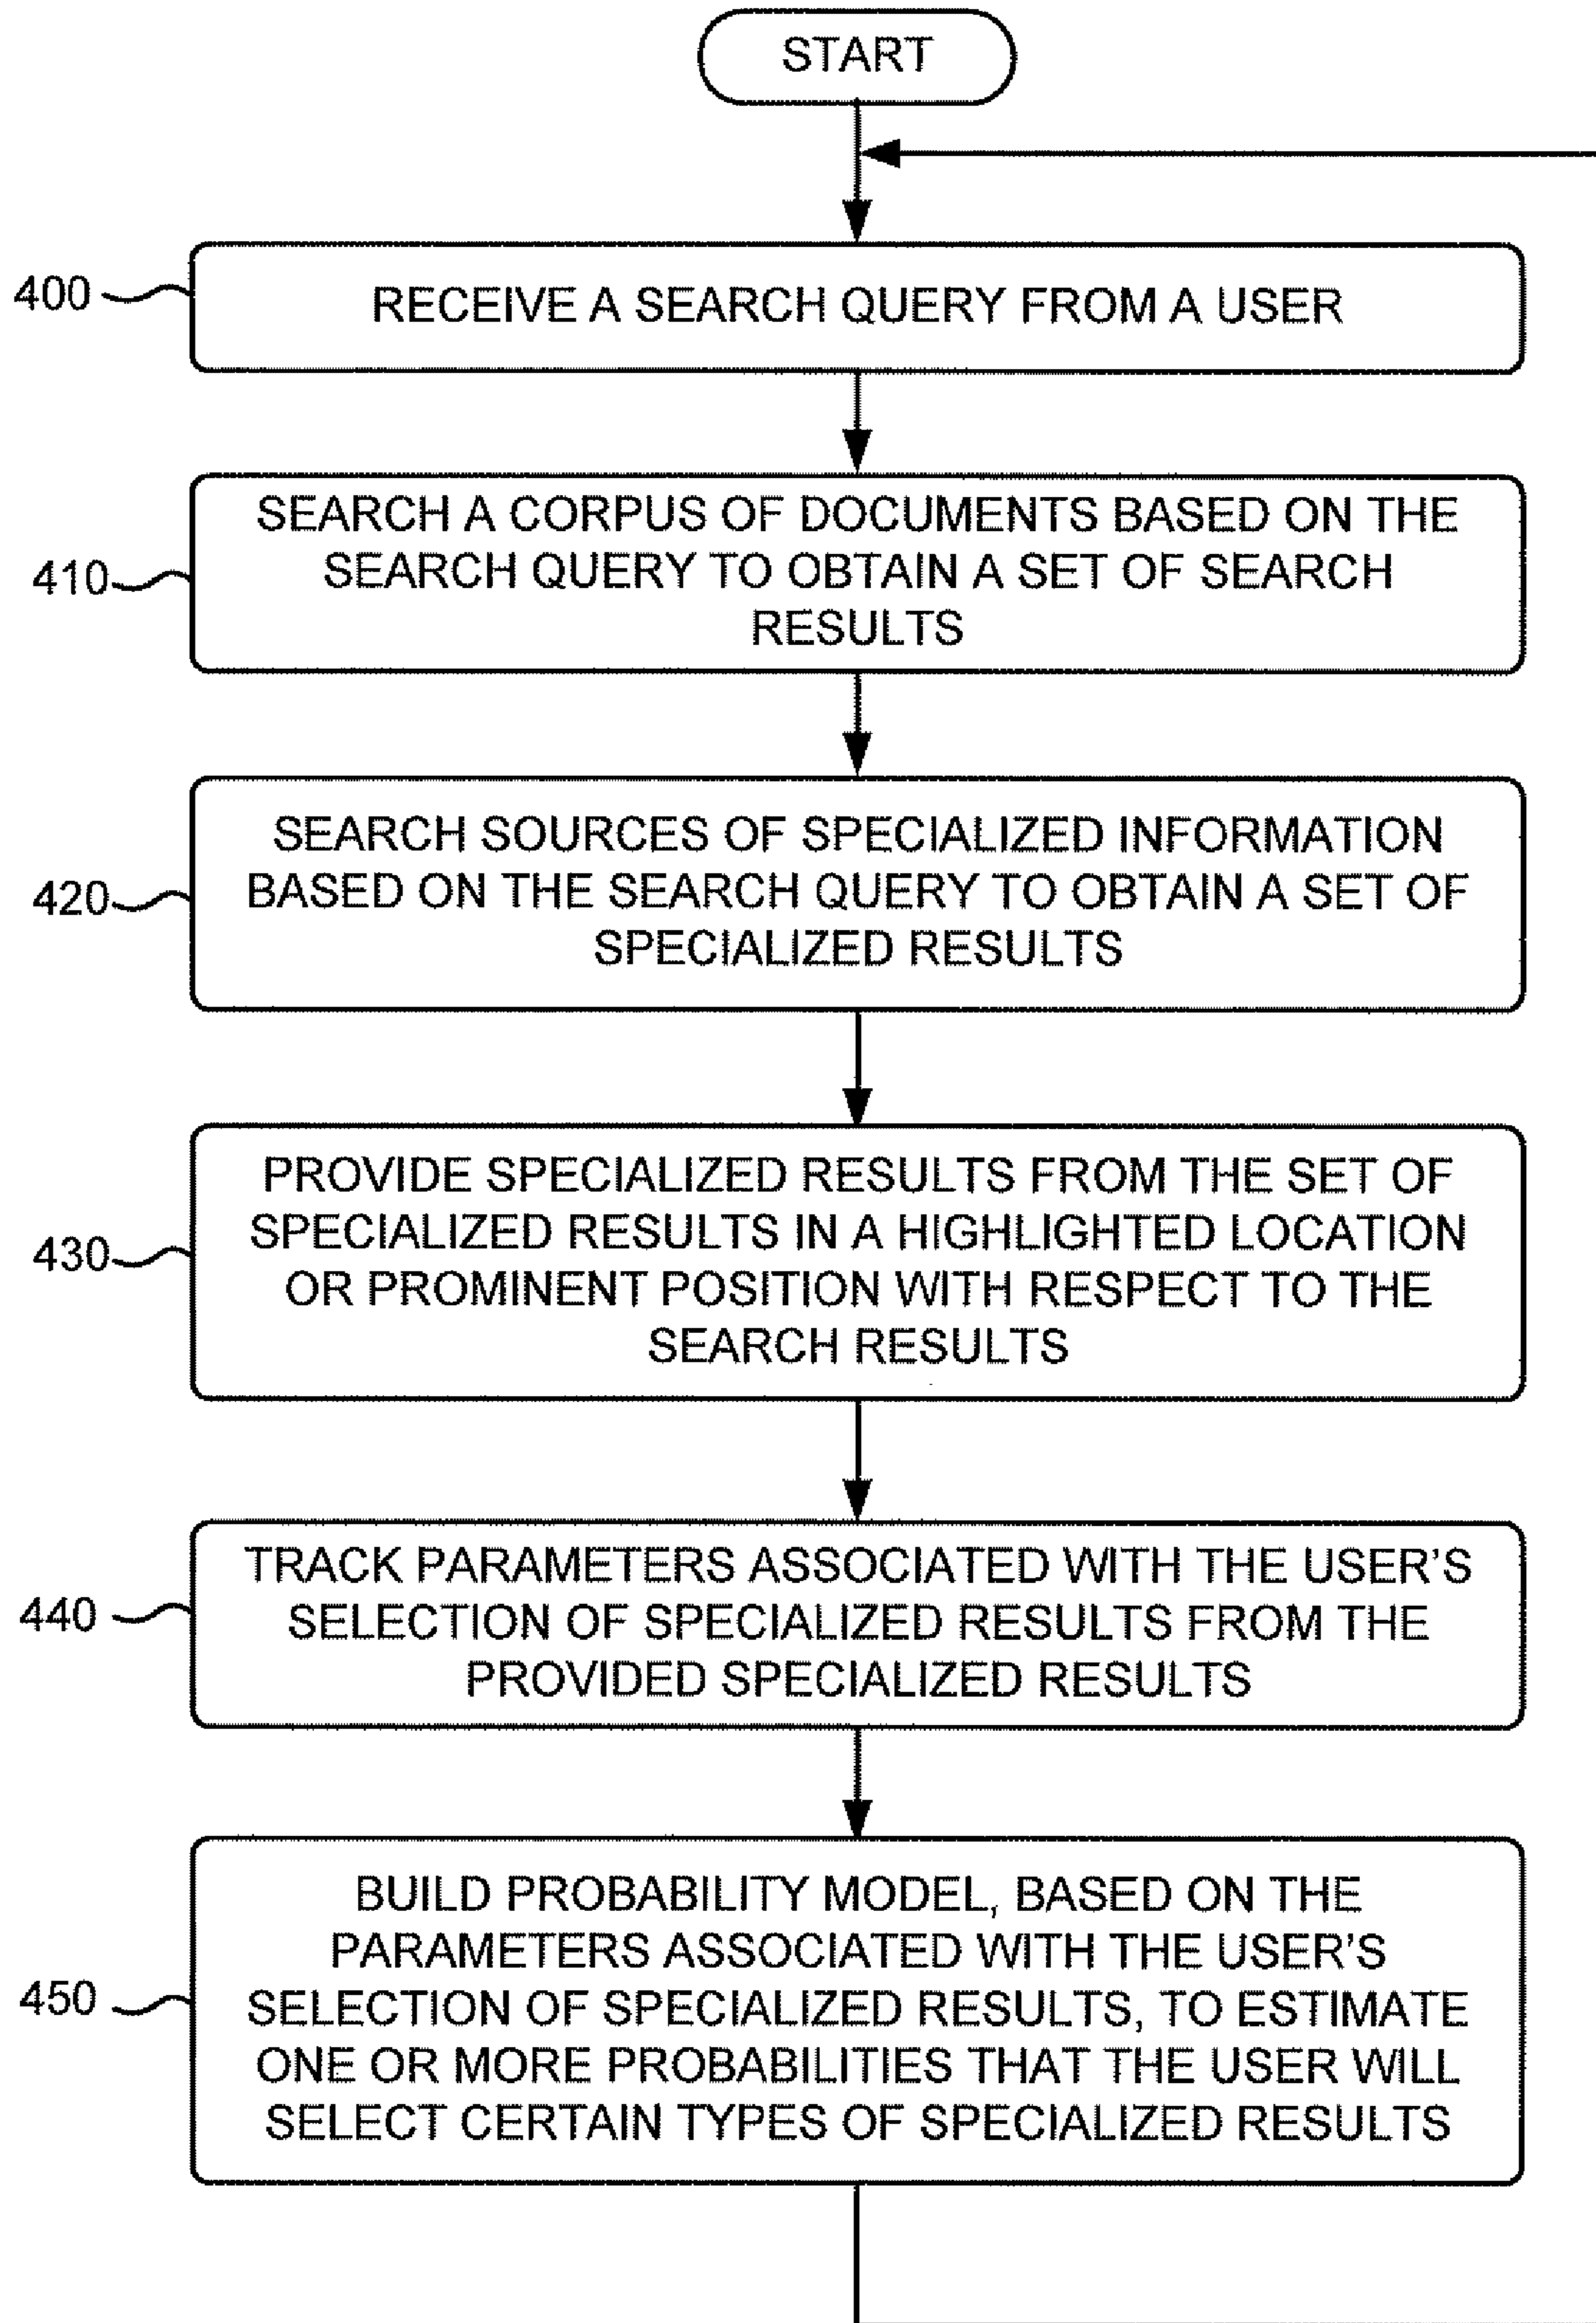 START
400
RECEIVE A SEARCH QUERY FROM A USER
410
SEARCH A CORPUS OF DOCUMENTS BASED ON THE
SEARCH QUERY TO OBTAIN A SET OF SEARCH
RESULTS
420
SEARCH SOURCES OF SPECIALIZED INFORMATION
BASED ON THE SEARCH QUERY TO OBTAIN A SET OF
SPECIALIZED RESULTS
430
PROVIDE SPECIALIZED RESULTS FROM THE SET OF
SPECIALIZED RESULTS IN A HIGHLIGHTED LOCATION
OR PROMINENT POSITION WITH RESPECT TO THE
SEARCH RESULTS
440
TRACK PARAMETERS ASSOCIATED WITH THE USER'S
SELECTION OF SPECIALIZED RESULTS FROM THE
PROVIDED SPECIALIZED RESULTS
450
BUILD PROBABILITY MODEL, BASED ON THE
PARAMETERS ASSOCIATED WITH THE USER'S
SELECTION OF SPECIALIZED RESULTS, TO ESTIMATE
ONE OR MORE PROBABILITIES THAT THE USER WILL
SELECT CERTAIN TYPES OF SPECIALIZED RESULTS